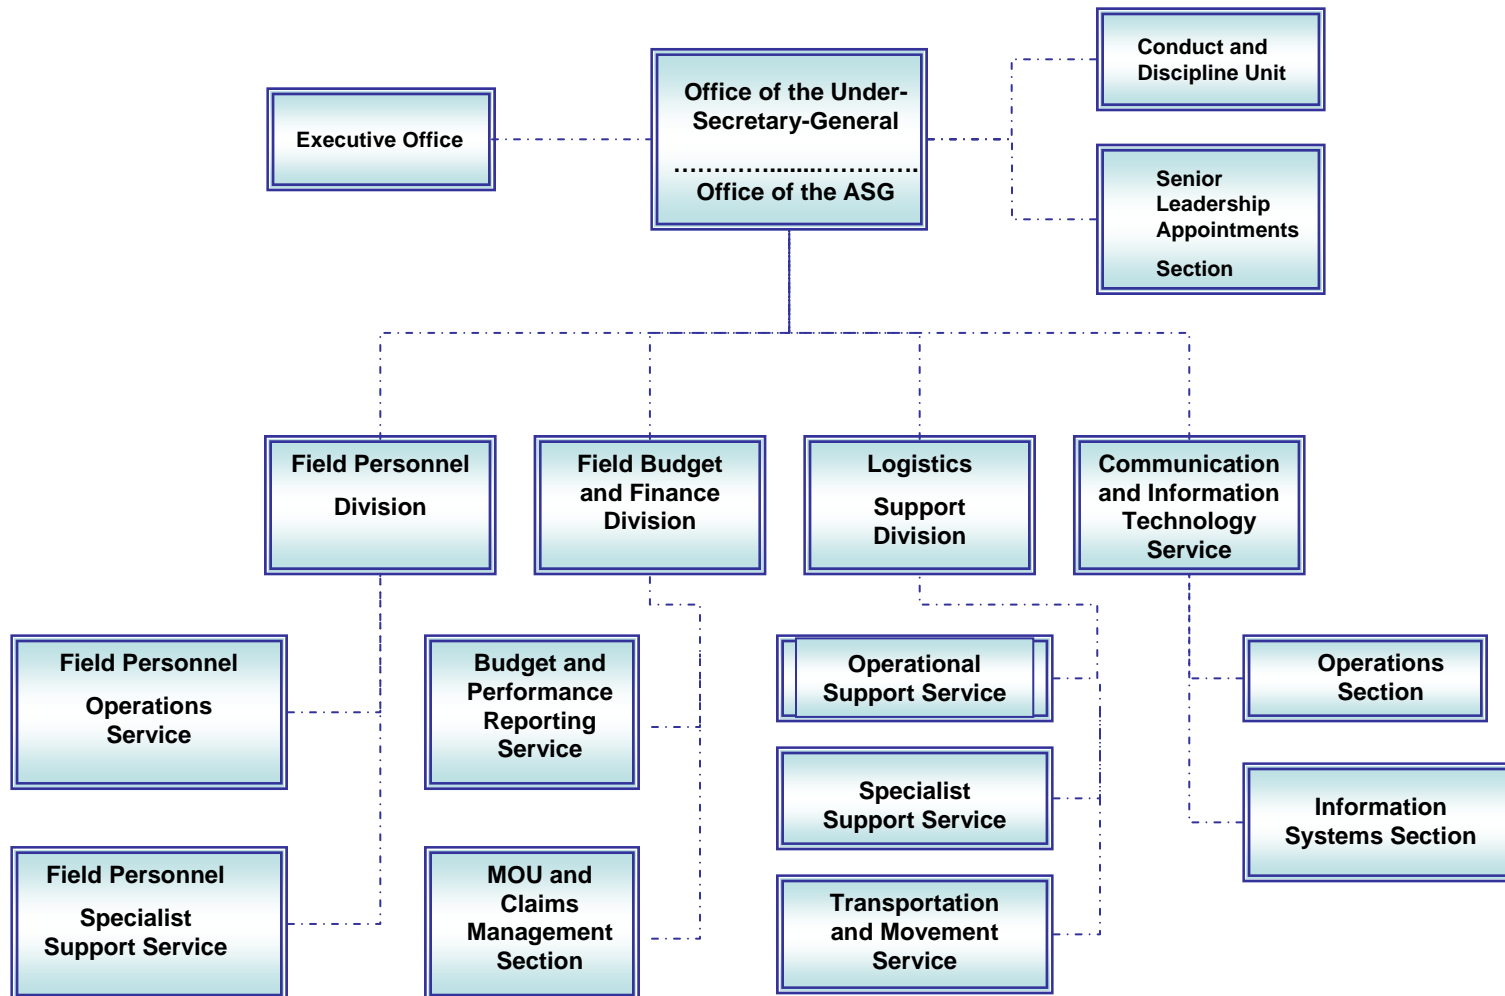 Conduct and
Discipline Unit
Office of the Under-
Secretary-General
………….......…………..
Office of the ASG
Executive Office
Senior
Leadership
Appointments
Section
Field Personnel
Division
Field Budget
and Finance
Division
Logistics
Support
Division
Communication
and Information
Technology
Service
Field Personnel
Operations
Service
Budget and
Performance
Reporting
Service
Operational
Support Service
Operations
Section
Specialist
Support Service
Information
Systems Section
Field Personnel
Specialist
Support Service
MOU and
Claims
Management
Section
Transportation
and Movement
Service